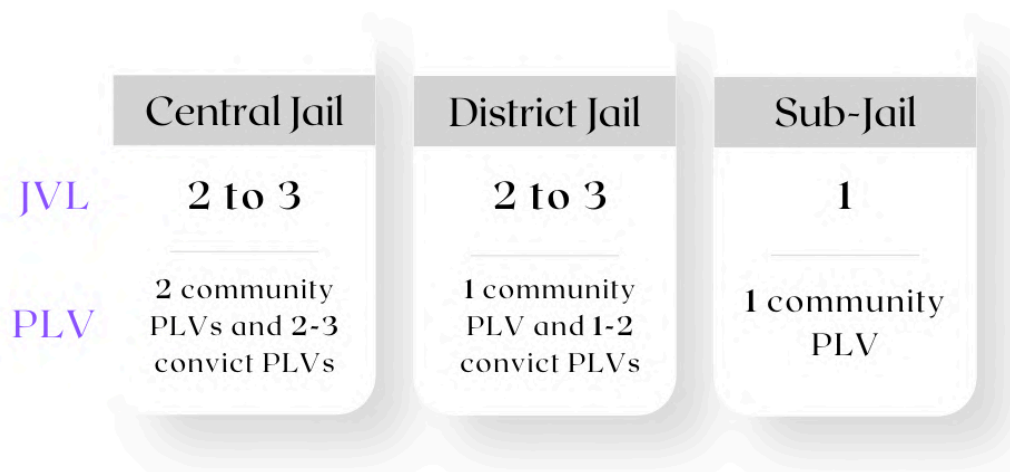 Central Jail
District Jail
Sub-Jail
JVL
2 to 3
2 to 3
1
PLV
2 community
PLVs and 2-3
convict PLVs
1 community
PLV and 1-2
convict PLVs
1 community
PLV